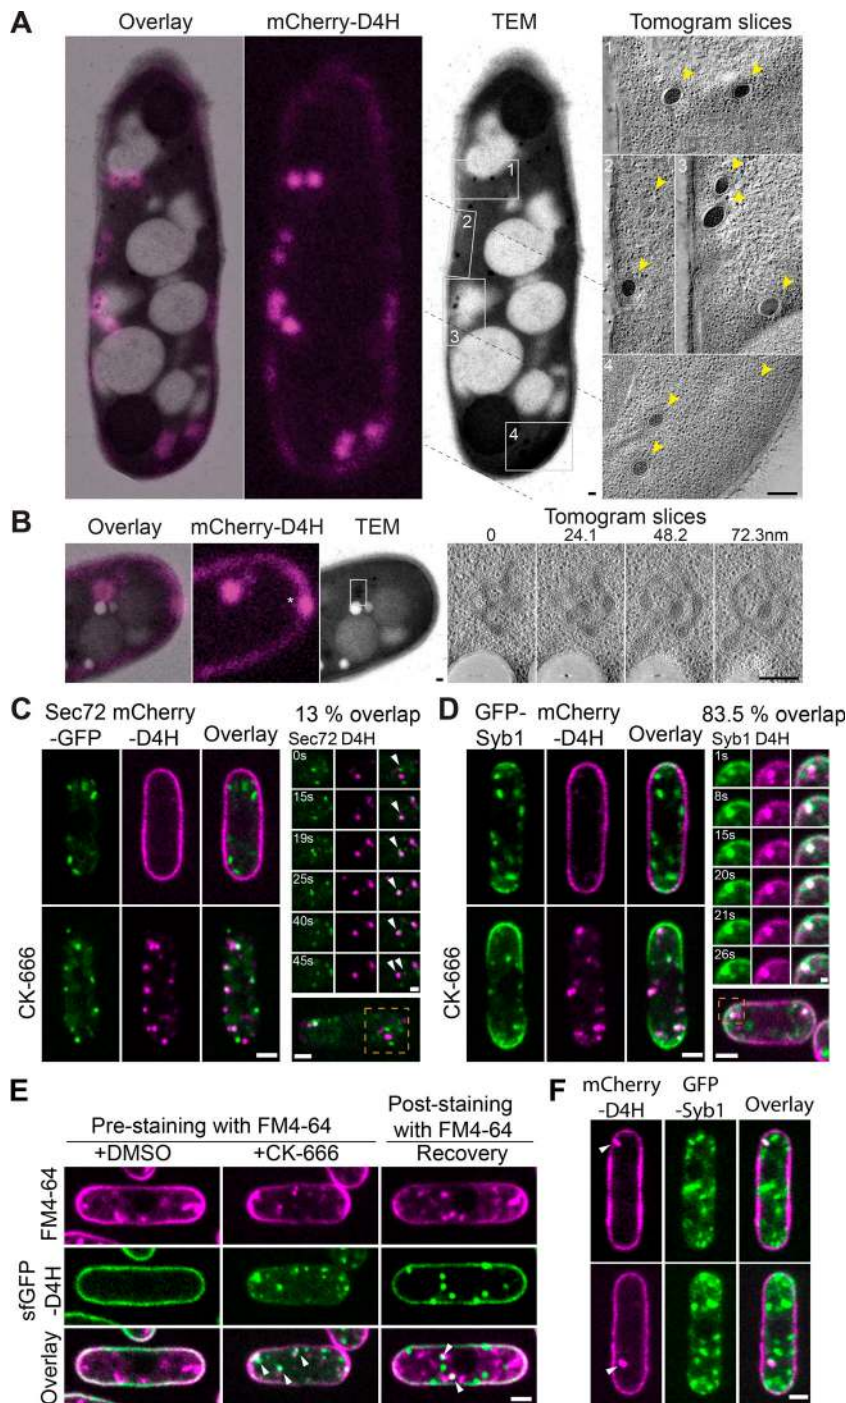 A
Overlay
mCherry-D4H
TEM
Tomogram slices
1
2
3
4
1
2
3
4
B
Overlay
mCherry-D4H
TEM
Tomogram slices
0
24.1
48.2
72.3nm
*
C
Sec72
-GFP
mCherry
-D4H
Overlay
13 % overlap
Sec72 D4H
0s
15s
19s
25s
40s
45s
CK-666
D
GFP-
Syb1
mCherry
-D4H
Overlay
83.5 % overlap
Syb1 D4H
1s
8s
15s
20s
21s
26s
CK-666
E
Pre-staining with FM4-64
+DMSO
+CK-666
Post-staining
with FM4-64
Recovery
FM4-64
sfGFP
-D4H
Overlay
F
mCherry
-D4H
GFP
-Syb1
Overlay